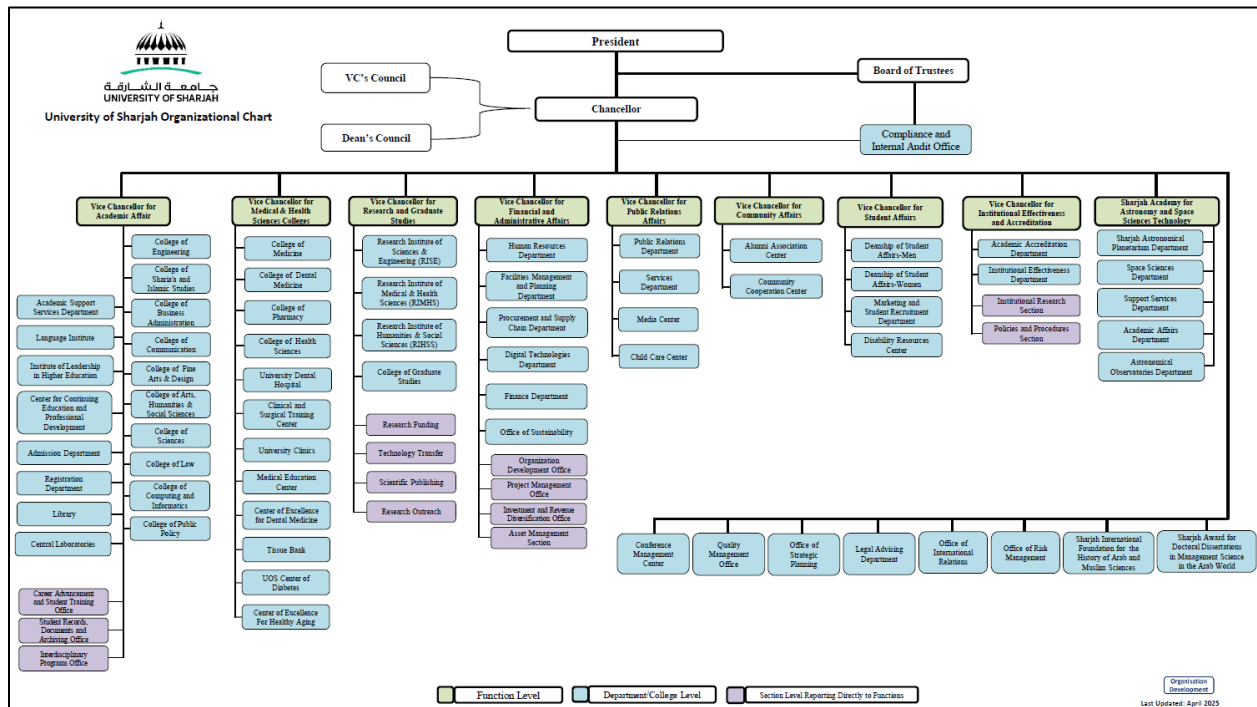 جامعة الشارقة
UNIVERSITY OF SHARJAH
University of Sharjah Organizational Chart
President
VC's Council
Board of Trustees
Chancellor
Dean's Council
Compliance and
Internal Audit Office
Vice Chancellor for
Academic Affair
College of
Engineering
College of
Sharia's and
Islamic Studies
College of
Business
Administration
College of
Communication
College of Fine
Arts & Design
College of Arts,
Humanities &
Social Sciences
College of
Sciences
College of Law
College of
Computing and
Informatics
College of Public
Policy
Academic Support
Services Department
Language Institute
Institute of Leadership
in Higher Education
Center for Continuing
Education and
Professional
Development
Admission Department
Registration
Department
Library
Central Laboratories
Career Advancement
and Student Training
Office
Student Records,
Documents and
Archiving Office
Interdisciplinary
Programs Office
Vice Chancellor for
Medical & Health
Sciences Colleges
College of
Medicine
College of Dental
Medicine
College of
Pharmacy
College of Health
Sciences
University Dental
Hospital
Clinical and
Surgical Training
Center
University Clinics
Medical Education
Center
Center of Excellence
for Dental Medicine
Tissue Bank
UOS Center of
Diabetes
Center of Excellence
For Healthy Aging
Vice Chancellor for
Research and Graduate
Studies
Research Institute of
Sciences &
Engineering (RISE)
Research Institute of
Medical & Health
Sciences (RIMHS)
Research Institute of
Humanities & Social
Sciences (RIHSS)
College of Graduate
Studies
Research Funding
Technology Transfer
Scientific Publishing
Research Outreach
Vice Chancellor for
Financial and
Administrative Affairs
Human Resources
Department
Facilities Management
and Planning
Department
Procurement and Supply
Chain Department
Digital Technologies
Department
Finance Department
Office of Sustainability
Organization
Development Office
Project Management
Office
Investment and Revenue
Diversification Office
Asset Management
Section
Vice Chancellor for
Public Relations
Affairs
Public Relations
Department
Services
Department
Media Center
Child Care Center
Vice Chancellor for
Community Affairs
Alumni Association
Center
Community
Cooperation Center
Vice Chancellor for
Student Affairs
Deanship of Student
Affairs-Men
Deanship of Student
Affairs-Women
Marketing and
Student Recruitment
Department
Disability Resources
Center
Vice Chancellor for
Institutional Effectiveness
and Accreditation
Academic Accreditation
Department
Institutional Effectiveness
Department
Institutional Research
Section
Policies and Procedures
Section
Sharjah Academy for
Astronomy and Space
Sciences Technology
Sharjah Astronomical
Planetarium Department
Space Sciences
Department
Support Services
Department
Academic Affairs
Department
Astronomical
Observatories Department
Conference
Management
Center
Quality
Management
Office
Office of
Strategic
Planning
Legal Advising
Department
Office of
International
Relations
Office of Risk
Management
Sharjah International
Foundation for the
History of Arab and
Muslim Sciences
Sharjah Award for
Doctoral Dissertations
in Management Science
in the Arab World
Function Level
Department/College Level
Section Level Reporting Directly to Functions
Organisation
Development
Last Updated: April 2025